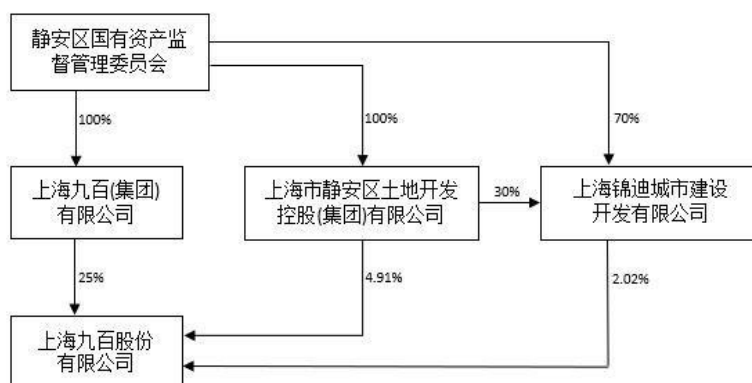 静安区国有资产监
督管理委员会
100%
100%
70%
上海九百(集团)
有限公司
上海市静安区土地开发
控股(集团)有限公司
30%
上海锦迪城市建设
开发有限公司
25%
4.91%
2.02%
上海九百股份
有限公司